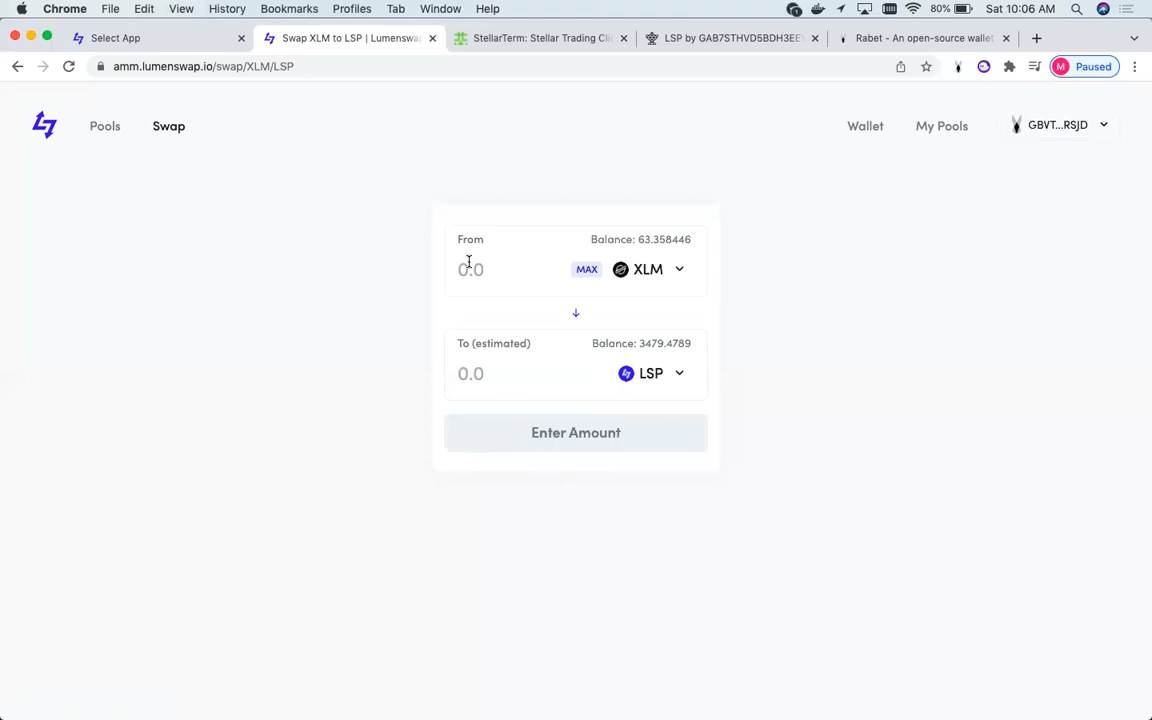 Chrome File Edit View History Bookmarks Profiles Tab Window Help 80% Sat 10:06 AM
Select App Swap XLM to LSP | Lumenswap StellarTerm: Stellar Trading Cli LSP by GAB7STHVD5BDH3EE Rabet - An open-source wallet
amm.lumenswap.io/swap/XLM/LSP M Paused
Pools Swap Wallet My Pools GBVT...RSJD
From Balance: 63.358446
0.0 MAX XLM
To (estimated) Balance: 3479.4789
0.0 LSP
Enter Amount